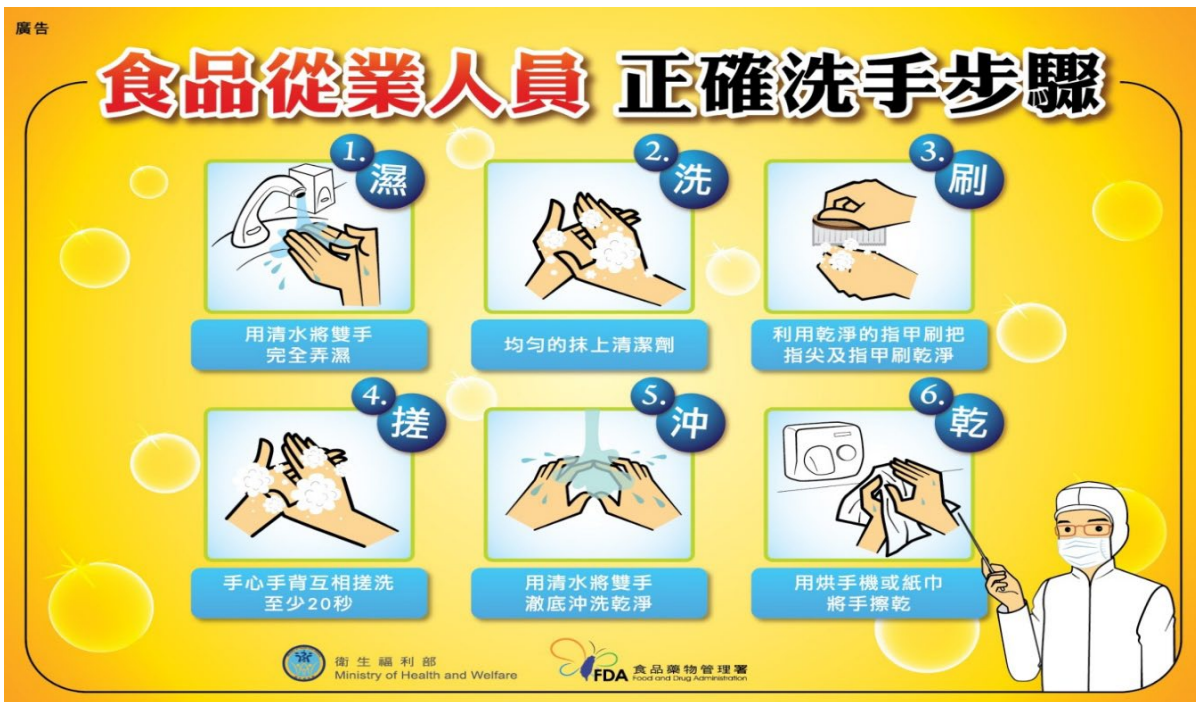 廣告
食品從業人員 正確洗手步驟
1. 濕
用清水將雙手
完全弄濕
2. 洗
均勻的抹上清潔劑
3. 刷
利用乾淨的指甲刷把
指尖及指甲刷乾淨
4. 搓
手心手背互相搓洗
至少20秒
5. 沖
用清水將雙手
澈底沖洗乾淨
6. 乾
用烘手機或紙巾
將手擦乾
衛生福利部
Ministry of Health and Welfare
FDA 食品藥物管理署
Food and Drug Administration